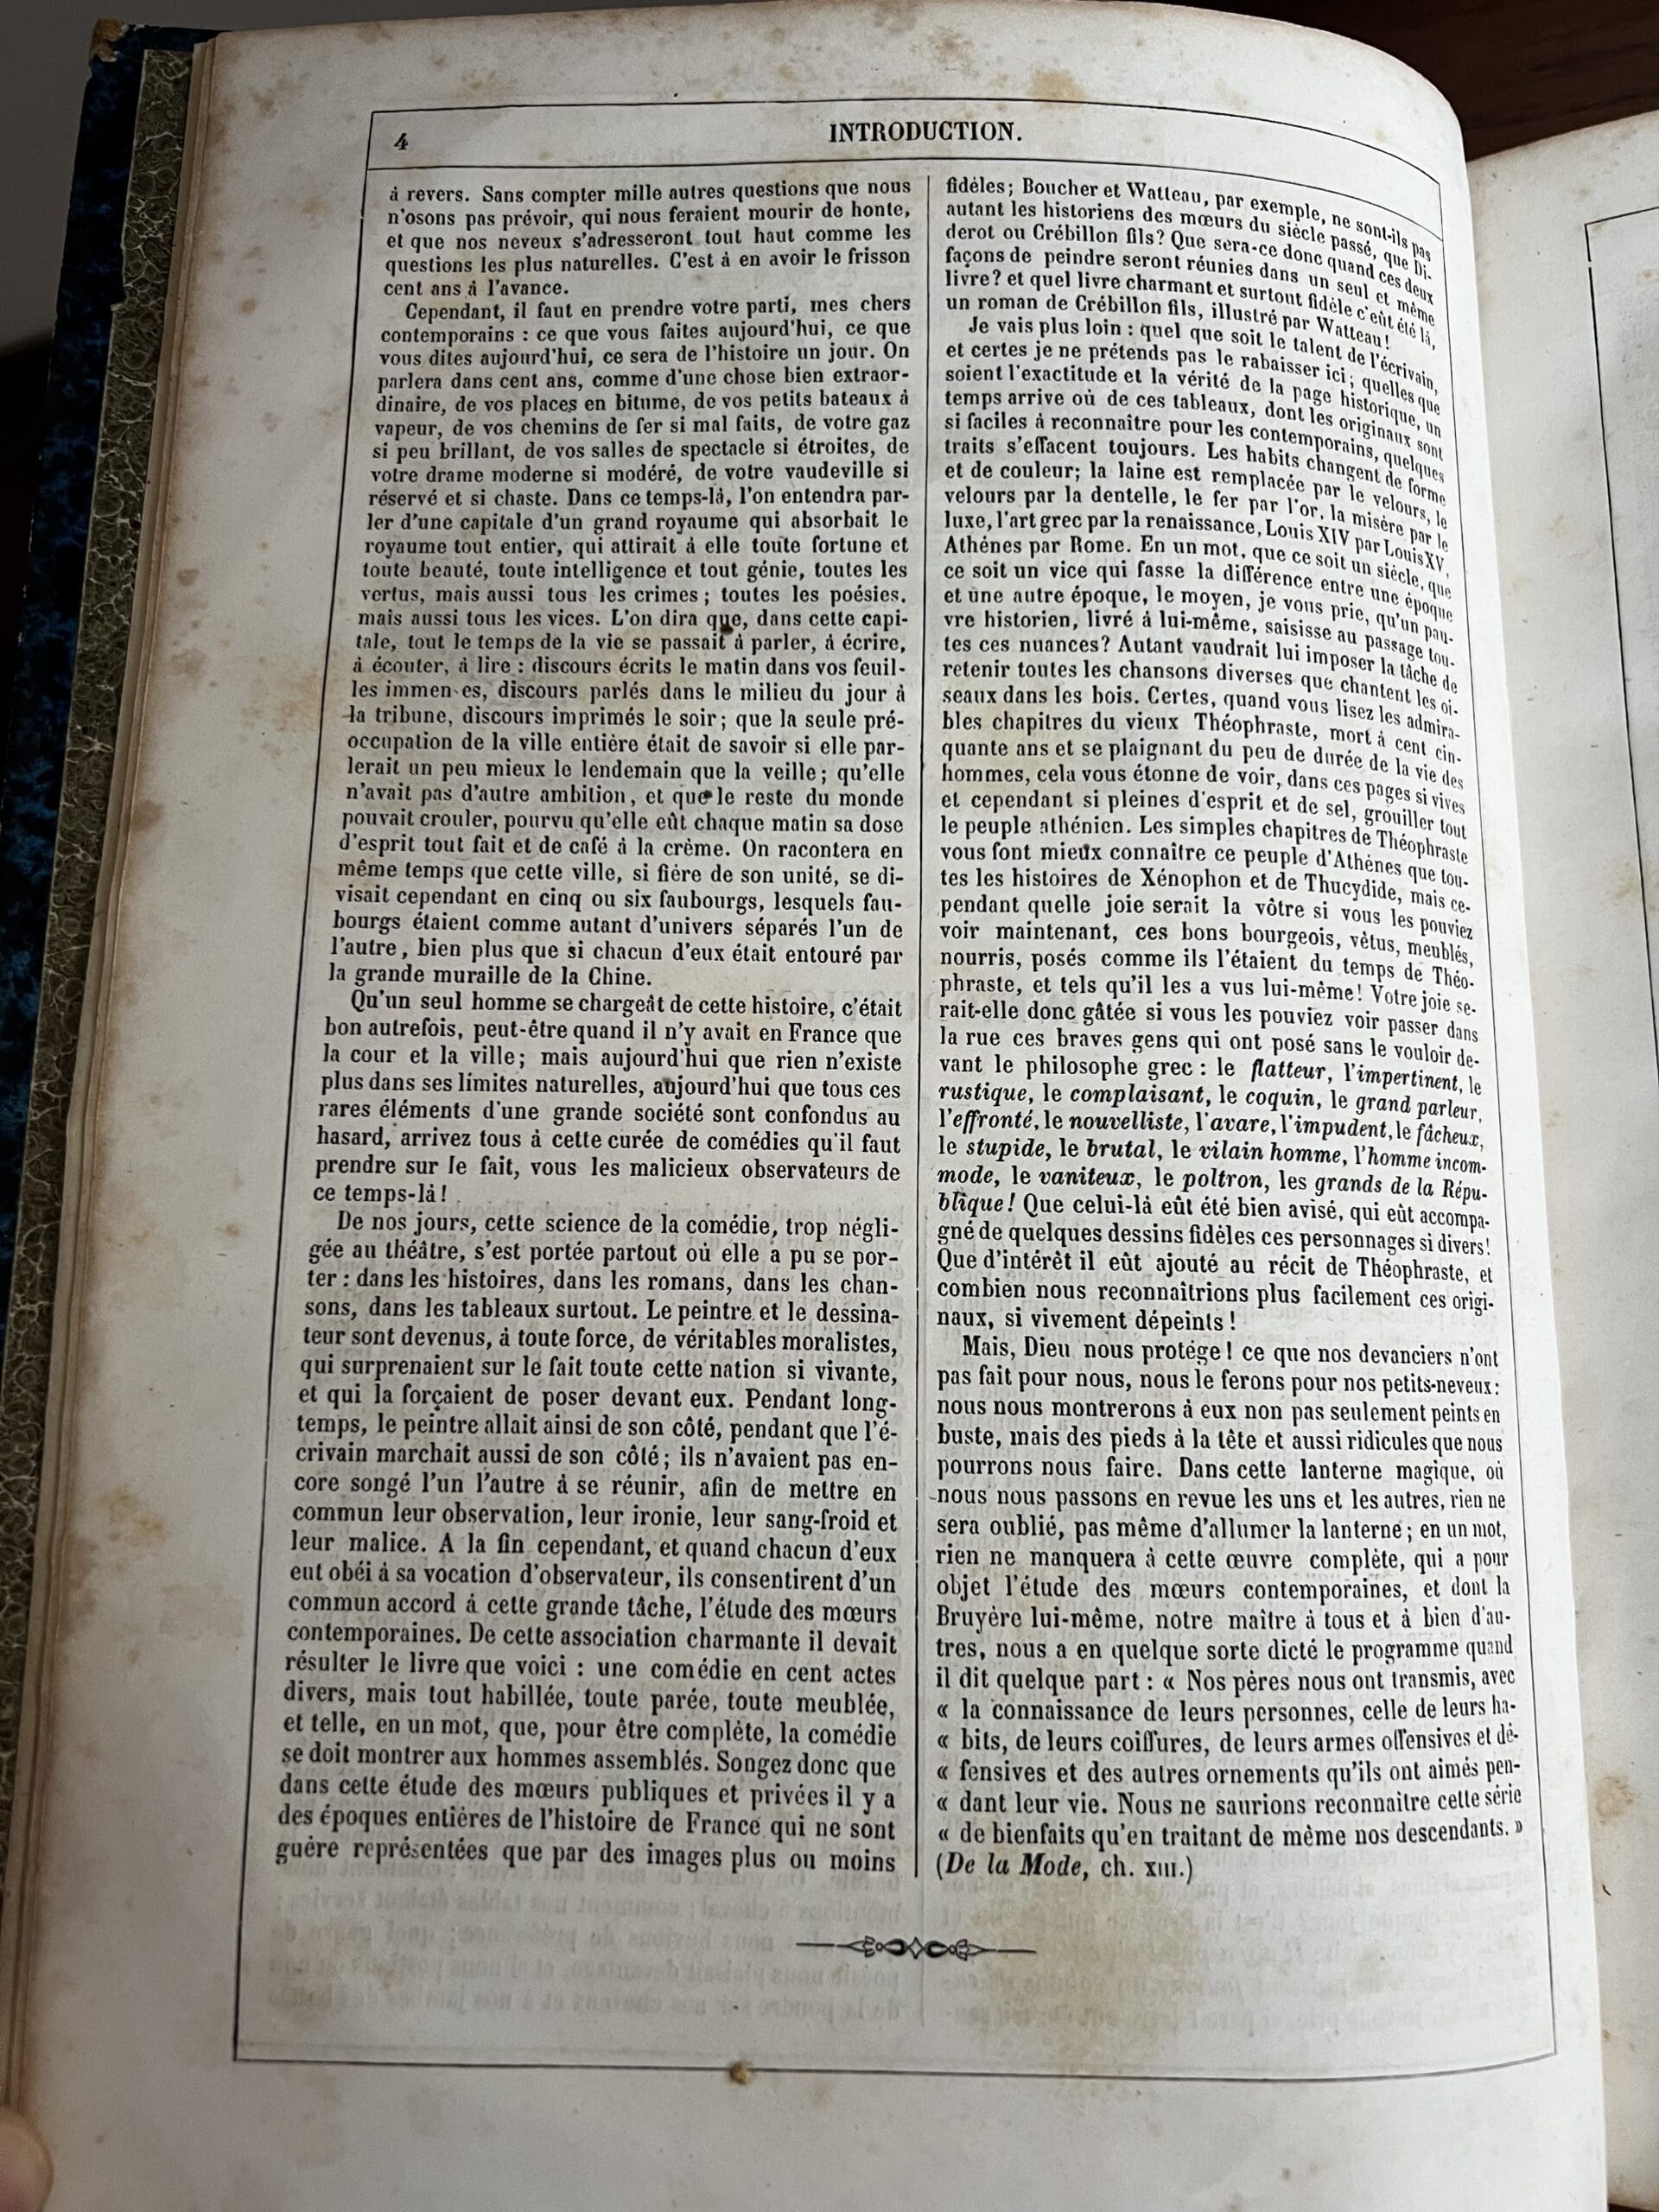 4
INTRODUCTION.
à revers. Sans compter mille autres questions que nous
n'osons pas prévoir, qui nous feraient mourir de honte,
et que nos neveux s'adresseront tout haut comme les
questions les plus naturelles. C'est à en avoir le frisson
cent ans à l'avance.
Cependant, il faut en prendre votre parti, mes chers
contemporains : ce que vous faites aujourd'hui, ce que
vous dites aujourd'hui, ce sera de l'histoire un jour. On
parlera dans cent ans, comme d'une chose bien extraor-
dinaire, de vos places en bitume, de vos petits bateaux à
vapeur, de vos chemins de fer si mal faits, de votre gaz
si peu brillant, de vos salles de spectacle si étroites, de
votre drame moderne si modéré, de votre vaudeville si
réservé et si chaste. Dans ce temps-là, l'on entendra par-
ler d'une capitale d'un grand royaume qui absorbait le
royaume tout entier, qui attirait à elle toute fortune et
toute beauté, toute intelligence et tout génie, toutes les
vertus, mais aussi tous les crimes ; toutes les poésies.
mais aussi tous les vices. L'on dira que, dans cette capi-
tale, tout le temps de la vie se passait à parler, à écrire,
à écouter, à lire : discours écrits le matin dans vos feuil-
les immen es, discours parlés dans le milieu du jour à
la tribune, discours imprimés le soir ; que la seule pré-
occupation de la ville entière était de savoir si elle par-
lerait un peu mieux le lendemain que la veille ; qu'elle
n'avait pas d'autre ambition, et que le reste du monde
pouvait crouler, pourvu qu'elle eût chaque matin sa dose
d'esprit tout fait et de café à la crème. On racontera en
même temps que cette ville, si fière de son unité, se di-
visait cependant en cinq ou six faubourgs, lesquels fau-
bourgs étaient comme autant d'univers séparés l'un de
l'autre, bien plus que si chacun d'eux était entouré par
la grande muraille de la Chine.
Qu'un seul homme se chargeât de cette histoire, c'était
bon autrefois, peut-être quand il n'y avait en France que
la cour et la ville ; mais aujourd'hui que rien n'existe
plus dans ses limites naturelles, aujourd'hui que tous ces
rares éléments d'une grande société sont confondus au
hasard, arrivez tous à cette curée de comédies qu'il faut
prendre sur le fait, vous les malicieux observateurs de
ce temps-là !
De nos jours, cette science de la comédie, trop négli-
gée au théâtre, s'est portée partout où elle a pu se por-
ter : dans les histoires, dans les romans, dans les chan-
sons, dans les tableaux surtout. Le peintre et le dessina-
teur sont devenus, à toute force, de véritables moralistes,
qui surprenaient sur le fait toute cette nation si vivante,
et qui la forçaient de poser devant eux. Pendant long-
temps, le peintre allait ainsi de son côté, pendant que l'é-
crivain marchait aussi de son côté ; ils n'avaient pas en-
core songé l'un l'autre à se réunir, afin de mettre en
commun leur observation, leur ironie, leur sang-froid et
leur malice. A la fin cependant, et quand chacun d'eux
eut obéi à sa vocation d'observateur, ils consentirent d'un
commun accord à cette grande tâche, l'étude des mœurs
contemporaines. De cette association charmante il devait
résulter le livre que voici : une comédie en cent actes
divers, mais tout habillée, toute parée, toute meublée,
et telle, en un mot, que, pour être complète, la comédie
se doit montrer aux hommes assemblés. Songez donc que
dans cette étude des mœurs publiques et privées il y a
des époques entières de l'histoire de France qui ne sont
guère représentées que par des images plus ou moins
fidèles ; Boucher et Watteau, par exemple, ne sont-ils pas
autant les historiens des mœurs du siècle passé, que Di-
derot ou Crébillon fils ? Que sera-ce donc quand ces deux
façons de peindre seront réunies dans un seul et même
livre ? et quel livre charmant et surtout fidèle c'eût été là,
un roman de Crébillon fils, illustré par Watteau !
Je vais plus loin : quel que soit le talent de l'écrivain,
et certes je ne prétends pas le rabaisser ici ; quelles que
soient l'exactitude et la vérité de la page historique, un
temps arrive où de ces tableaux, dont les originaux sont
si faciles à reconnaître pour les contemporains, quelques
traits s'effacent toujours. Les habits changent de forme
et de couleur ; la laine est remplacée par le velours, le
velours par la dentelle, le fer par l'or, la misère par le
luxe, l'art grec par la renaissance, Louis XIV par Louis XV,
Athènes par Rome. En un mot, que ce soit un siècle, que
ce soit un vice qui fasse la différence entre une époque
et une autre époque, le moyen, je vous prie, qu'un pau-
vre historien, livré à lui-même, saisisse au passage tou-
tes ces nuances ? Autant vaudrait lui imposer la tâche de
retenir toutes les chansons diverses que chantent les oi-
seaux dans les bois. Certes, quand vous lisez les admira-
bles chapitres du vieux Théophraste, mort à cent cin-
quante ans et se plaignant du peu de durée de la vie des
hommes, cela vous étonne de voir, dans ces pages si vives
et cependant si pleines d'esprit et de sel, grouiller tout
le peuple athénien. Les simples chapitres de Théophraste
vous font mieux connaître ce peuple d'Athènes que tou-
tes les histoires de Xénophon et de Thucydide, mais ce-
pendant quelle joie serait la vôtre si vous les pouviez
voir maintenant, ces bons bourgeois, vêtus, meublés,
nourris, posés comme ils l'étaient du temps de Théo-
phraste, et tels qu'il les a vus lui-même ! Votre joie se-
rait-elle donc gâtée si vous les pouviez voir passer dans
la rue ces braves gens qui ont posé sans le vouloir de-
vant le philosophe grec : le flatteur, l'impertinent, le
rustique, le complaisant, le coquin, le grand parleur,
l'effronté, le nouvelliste, l'avare, l'impudent, le fâcheux,
le stupide, le brutal, le vilain homme, l'homme incom-
mode, le vaniteux, le poltron, les grands de la Répu-
blique ! Que celui-là eût été bien avisé, qui eût accompa-
gné de quelques dessins fidèles ces personnages si divers !
Que d'intérêt il eût ajouté au récit de Théophraste, et
combien nous reconnaîtrions plus facilement ces origi-
naux, si vivement dépeints !
Mais, Dieu nous protége ! ce que nos devanciers n'ont
pas fait pour nous, nous le ferons pour nos petits-neveux :
nous nous montrerons à eux non pas seulement peints en
buste, mais des pieds à la tête et aussi ridicules que nous
pourrons nous faire. Dans cette lanterne magique, où
nous nous passons en revue les uns et les autres, rien ne
sera oublié, pas même d'allumer la lanterne ; en un mot,
rien ne manquera à cette œuvre complète, qui a pour
objet l'étude des mœurs contemporaines, et dont la
Bruyère lui-même, notre maître à tous et à bien d'au-
tres, nous a en quelque sorte dicté le programme quand
il dit quelque part : « Nos pères nous ont transmis, avec
« la connaissance de leurs personnes, celle de leurs ha-
« bits, de leurs coiffures, de leurs armes offensives et dé-
« fensives et des autres ornements qu'ils ont aimés pen-
« dant leur vie. Nous ne saurions reconnaître cette série
« de bienfaits qu'en traitant de même nos descendants. »
(De la Mode, ch. XIII.)